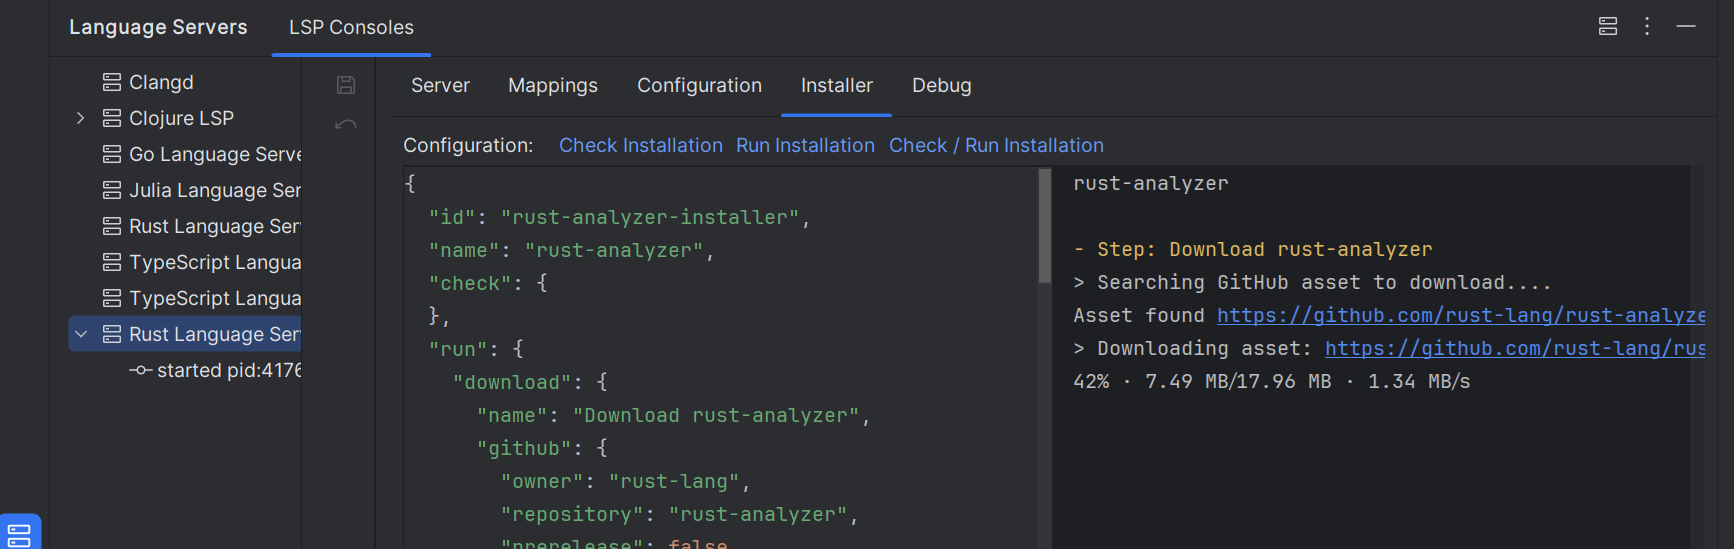 Language Servers LSP Consoles
Clangd
Clojure LSP
Go Language Serve
Julia Language Ser
Rust Language Ser
TypeScript Langua
TypeScript Langua
Rust Language Ser
started pid:4176
Server Mappings Configuration Installer Debug
Configuration: Check Installation Run Installation Check / Run Installation
{
"id": "rust-analyzer-installer",
"name": "rust-analyzer",
"check": {
},
"run": {
"download": {
"name": "Download rust-analyzer",
"github": {
"owner": "rust-lang",
"repository": "rust-analyzer",
"prerelease": false
rust-analyzer
- Step: Download rust-analyzer
> Searching GitHub asset to download....
Asset found https://github.com/rust-lang/rust-analyze
> Downloading asset: https://github.com/rust-lang/rus
42% · 7.49 MB/17.96 MB · 1.34 MB/s